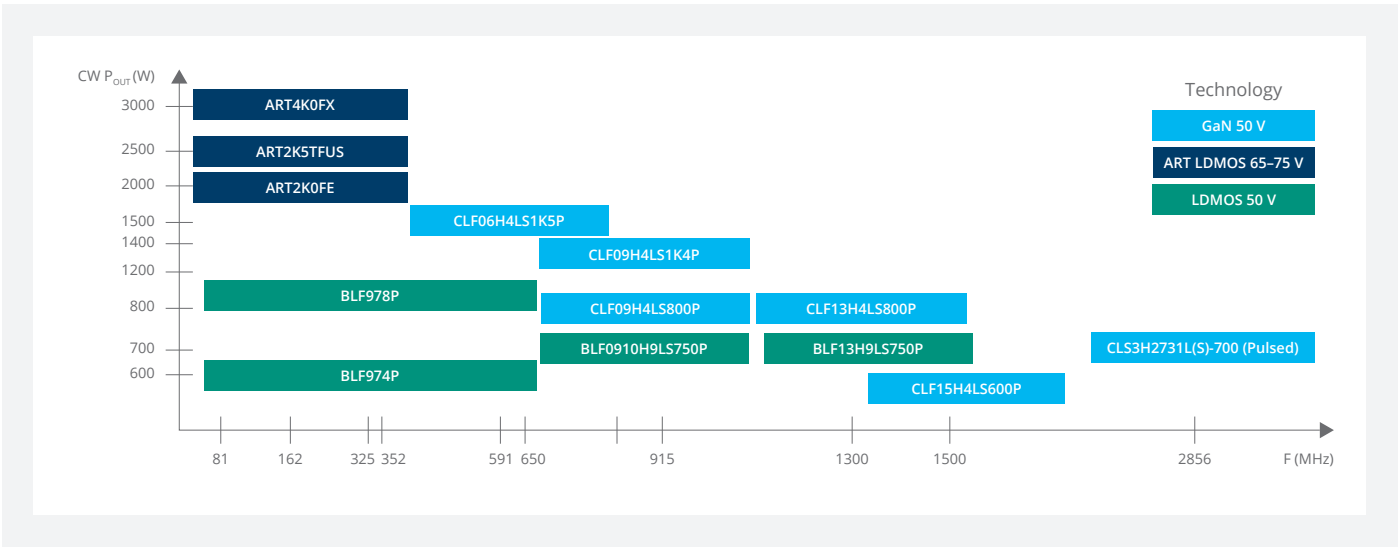 CW POUT (W)
Technology
3000
ART4K0FX
GaN 50 V
2500
ART2K5TFUS
ART LDMOS 65–75 V
2000
ART2K0FE
LDMOS 50 V
1500
CLF06H4LS1K5P
1400
CLF09H4LS1K4P
1200
BLF978P
800
CLF09H4LS800P
CLF13H4LS800P
700
BLF0910H9LS750P
BLF13H9LS750P
CLS3H2731L(S)-700 (Pulsed)
600
BLF974P
CLF15H4LS600P
81 162 325 352 591 650 915 1300 1500 2856 F (MHz)